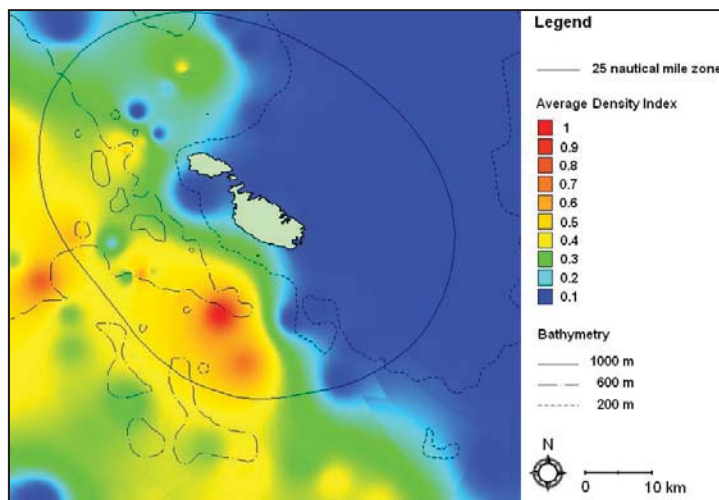 Legend
25 nautical mile zone
Average Density Index
1
0.9
0.8
0.7
0.6
0.5
0.4
0.3
0.2
0.1
Bathymetry
1000 m
600 m
200 m
N
0 10 km